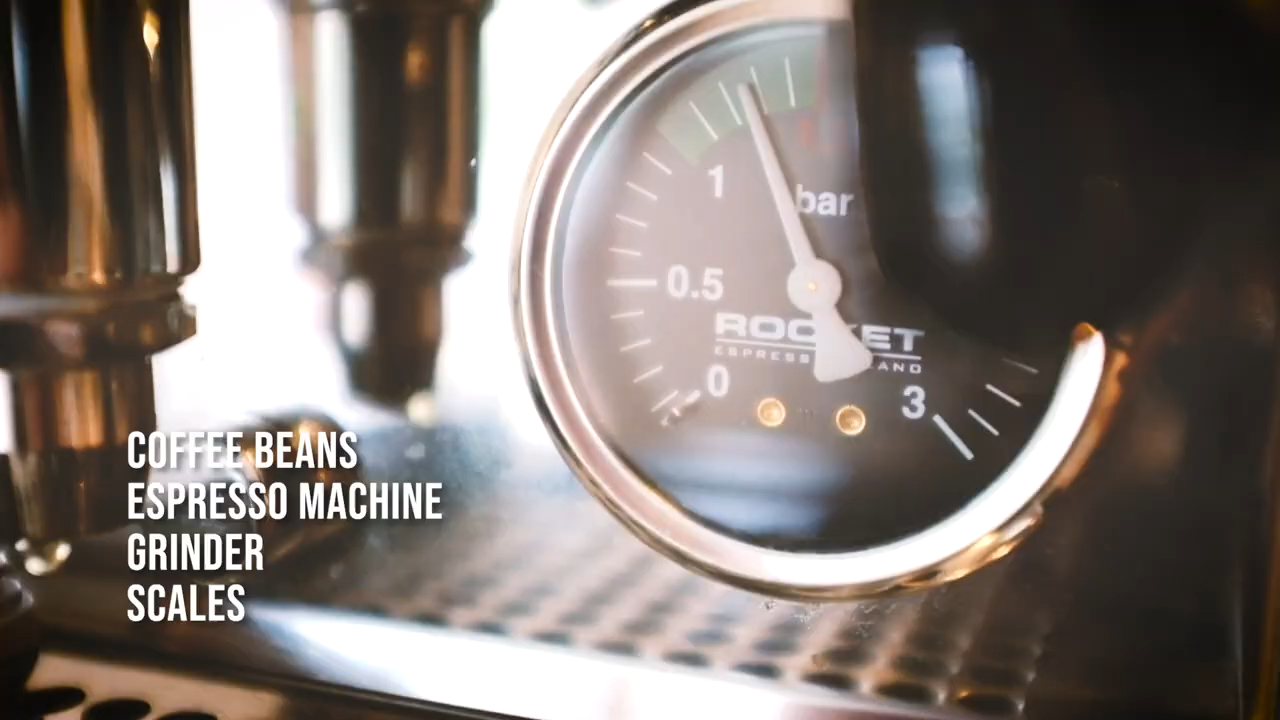 1
bar
0.5
ROCKET
0
3
COFFEE BEANS
ESPRESSO MACHINE
GRINDER
SCALES